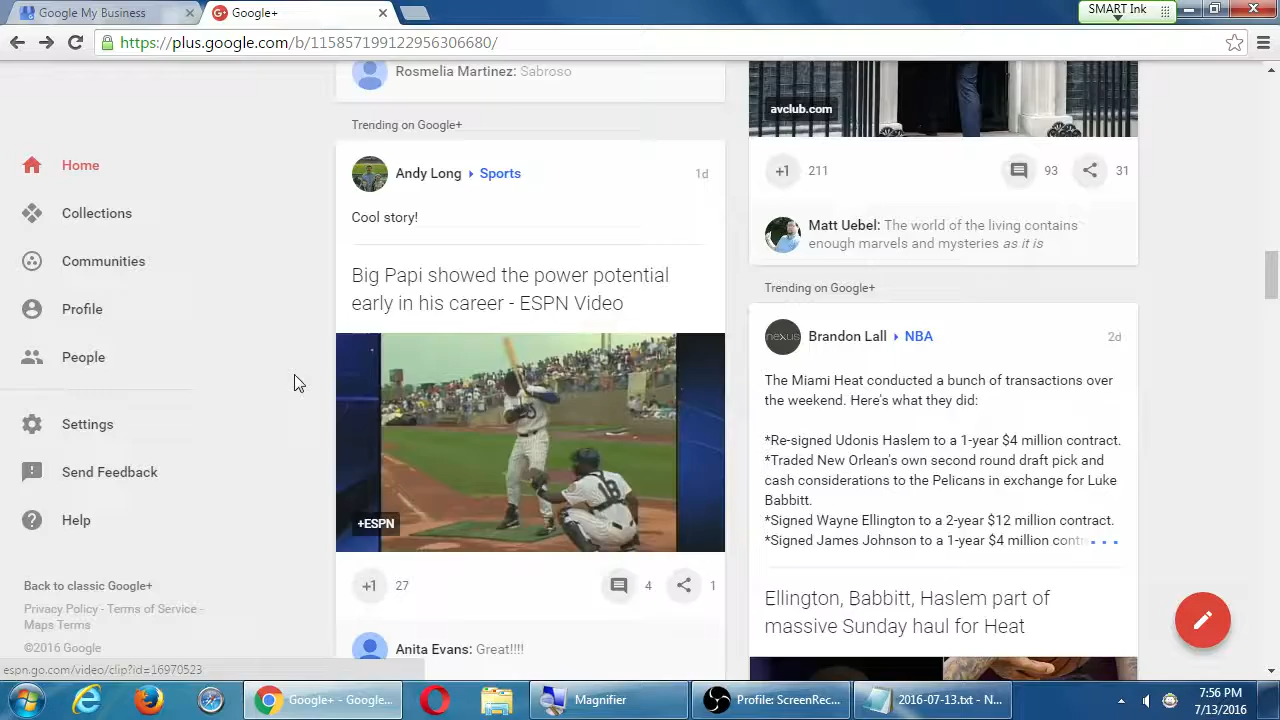 Google My Business
Google+
SMART Ink
https://plus.google.com/b/115857199122956306680/
Home
Collections
Communities
Profile
People
Settings
Send Feedback
Help
Back to classic Google+
Privacy Policy - Terms of Service -
Maps Terms
©2016 Google
espn.go.com/video/clip?id=16970523
Rosmelia Martinez: Sabroso
Trending on Google+
Andy Long Sports
1d
Cool story!
Big Papi showed the power potential
early in his career - ESPN Video
18
+ESPN
+1 27
4
1
Anita Evans: Great!!!!
avclub.com
+1 211
93
31
Matt Uebel: The world of the living contains
enough marvels and mysteries as it is
Trending on Google+
nexus
Brandon Lall NBA
2d
The Miami Heat conducted a bunch of transactions over
the weekend. Here's what they did:
*Re-signed Udonis Haslem to a 1-year $4 million contract.
*Traded New Orlean's own second round draft pick and
cash considerations to the Pelicans in exchange for Luke
Babbitt.
*Signed Wayne Ellington to a 2-year $12 million contract.
*Signed James Johnson to a 1-year $4 million contr...
Ellington, Babbitt, Haslem part of
massive Sunday haul for Heat
Google+ - Google...
Magnifier
Profile: ScreenRec...
2016-07-13.txt - N...
7:56 PM
7/13/2016